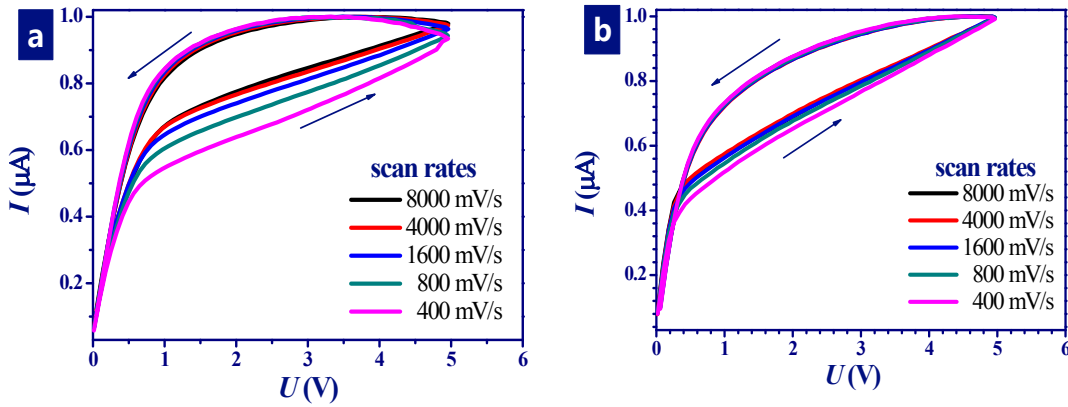 a
I (μA)
1.0
0.8
0.6
0.4
0.2
scan rates
8000 mV/s
4000 mV/s
1600 mV/s
800 mV/s
400 mV/s
0 1 2 3 4 5 6
U (V)
b
I (μA)
1.0
0.8
0.6
0.4
0.2
scan rates
8000 mV/s
4000 mV/s
1600 mV/s
800 mV/s
400 mV/s
0 1 2 3 4 5 6
U (V)